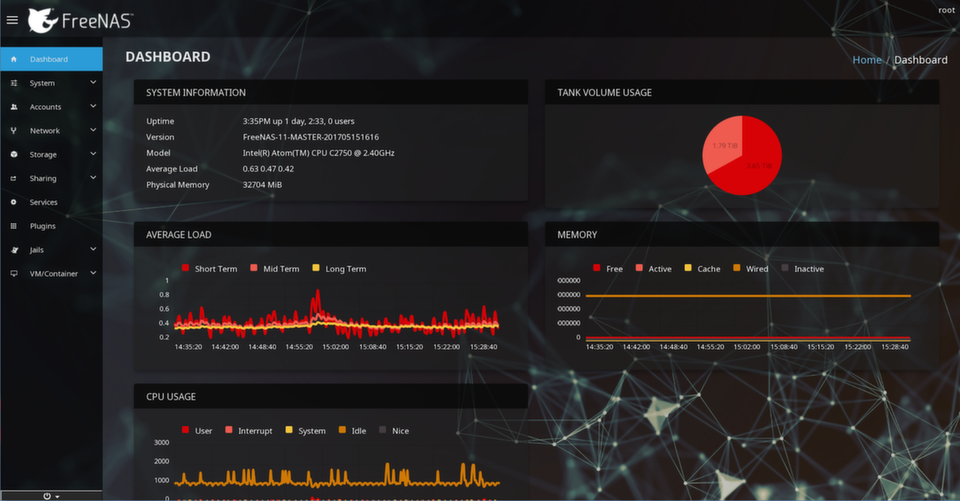 FreeNAS
root
Dashboard
System
Accounts
Network
Storage
Sharing
Services
Plugins
Jails
VM/Container
DASHBOARD
Home / Dashboard
SYSTEM INFORMATION
Uptime 3:35PM up 1 day, 2:33, 0 users
Version FreeNAS-11-MASTER-201705151616
Model Intel(R) Atom(TM) CPU C2750 @ 2.40GHz
Average Load 0.63 0.47 0.42
Physical Memory 32704 MiB
TANK VOLUME USAGE
1.79 TiB
TiB
AVERAGE LOAD
Short Term Mid Term Long Term
1
0.8
0.6
0.4
0.2
14:35:20 14:42:00 14:48:40 14:55:20 15:02:00 15:08:40 15:15:20 15:22:00 15:28:40
MEMORY
Free Active Cache Wired Inactive
000000
000000
000000
000000
0
14:35:20 14:42:00 14:48:40 14:55:20 15:02:00 15:08:40 15:15:20 15:22:00 15:28:40
CPU USAGE
User Interrupt System Idle Nice
3000
2000
1000
0